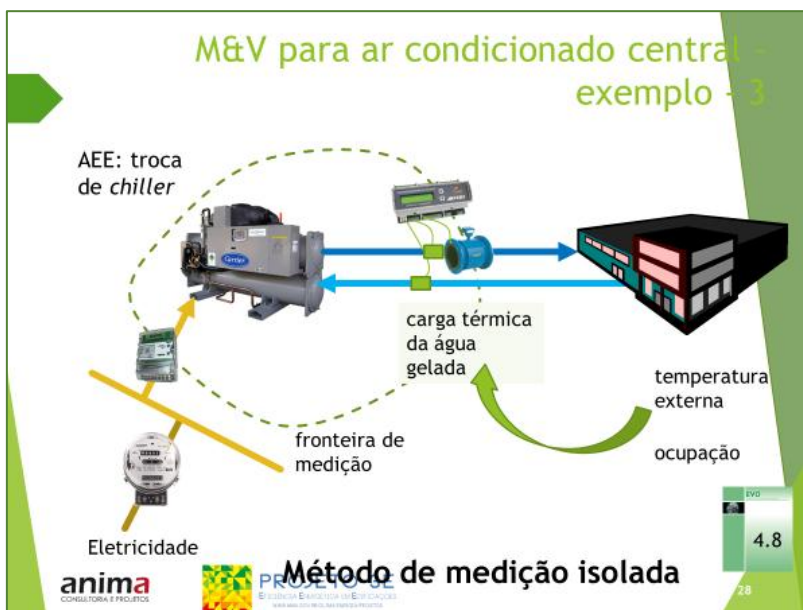 M&V para ar condicionado central –
exemplo - 3
AEE: troca
de chiller
Carrier
carga térmica
da água
gelada
temperatura
externa
fronteira de
medição
ocupação
EVO
4.8
Eletricidade
anima
CONSULTORIA E PROJETOS
PROJETO
Método de medição isolada
EFICIÊNCIA ENERGÉTICA EM EDIFICAÇÕES
28